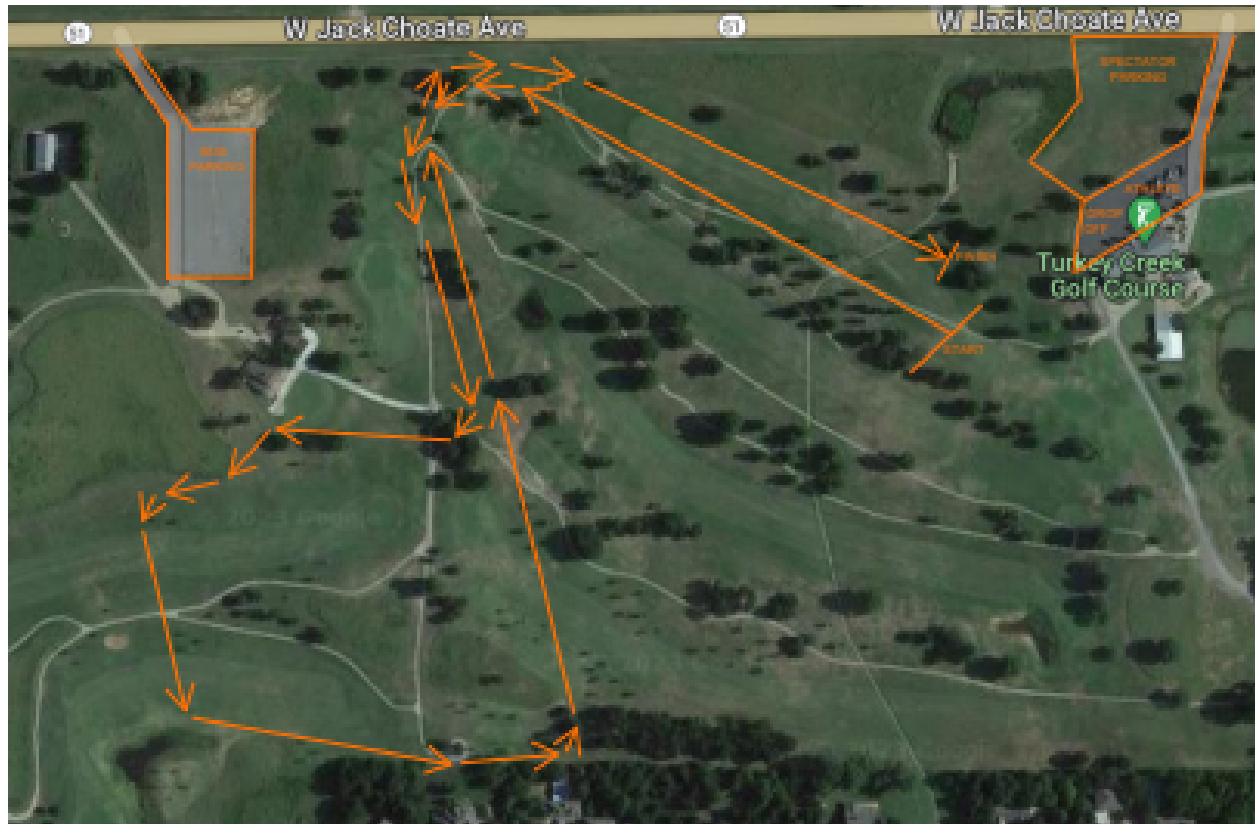 51
W Jack Choate Ave
51
W Jack Choate Ave
SPECTATOR
PARKING
BUS
PARKING
ATHLETE
DROP
OFF
FINISH
Turkey Creek
Golf Course
START